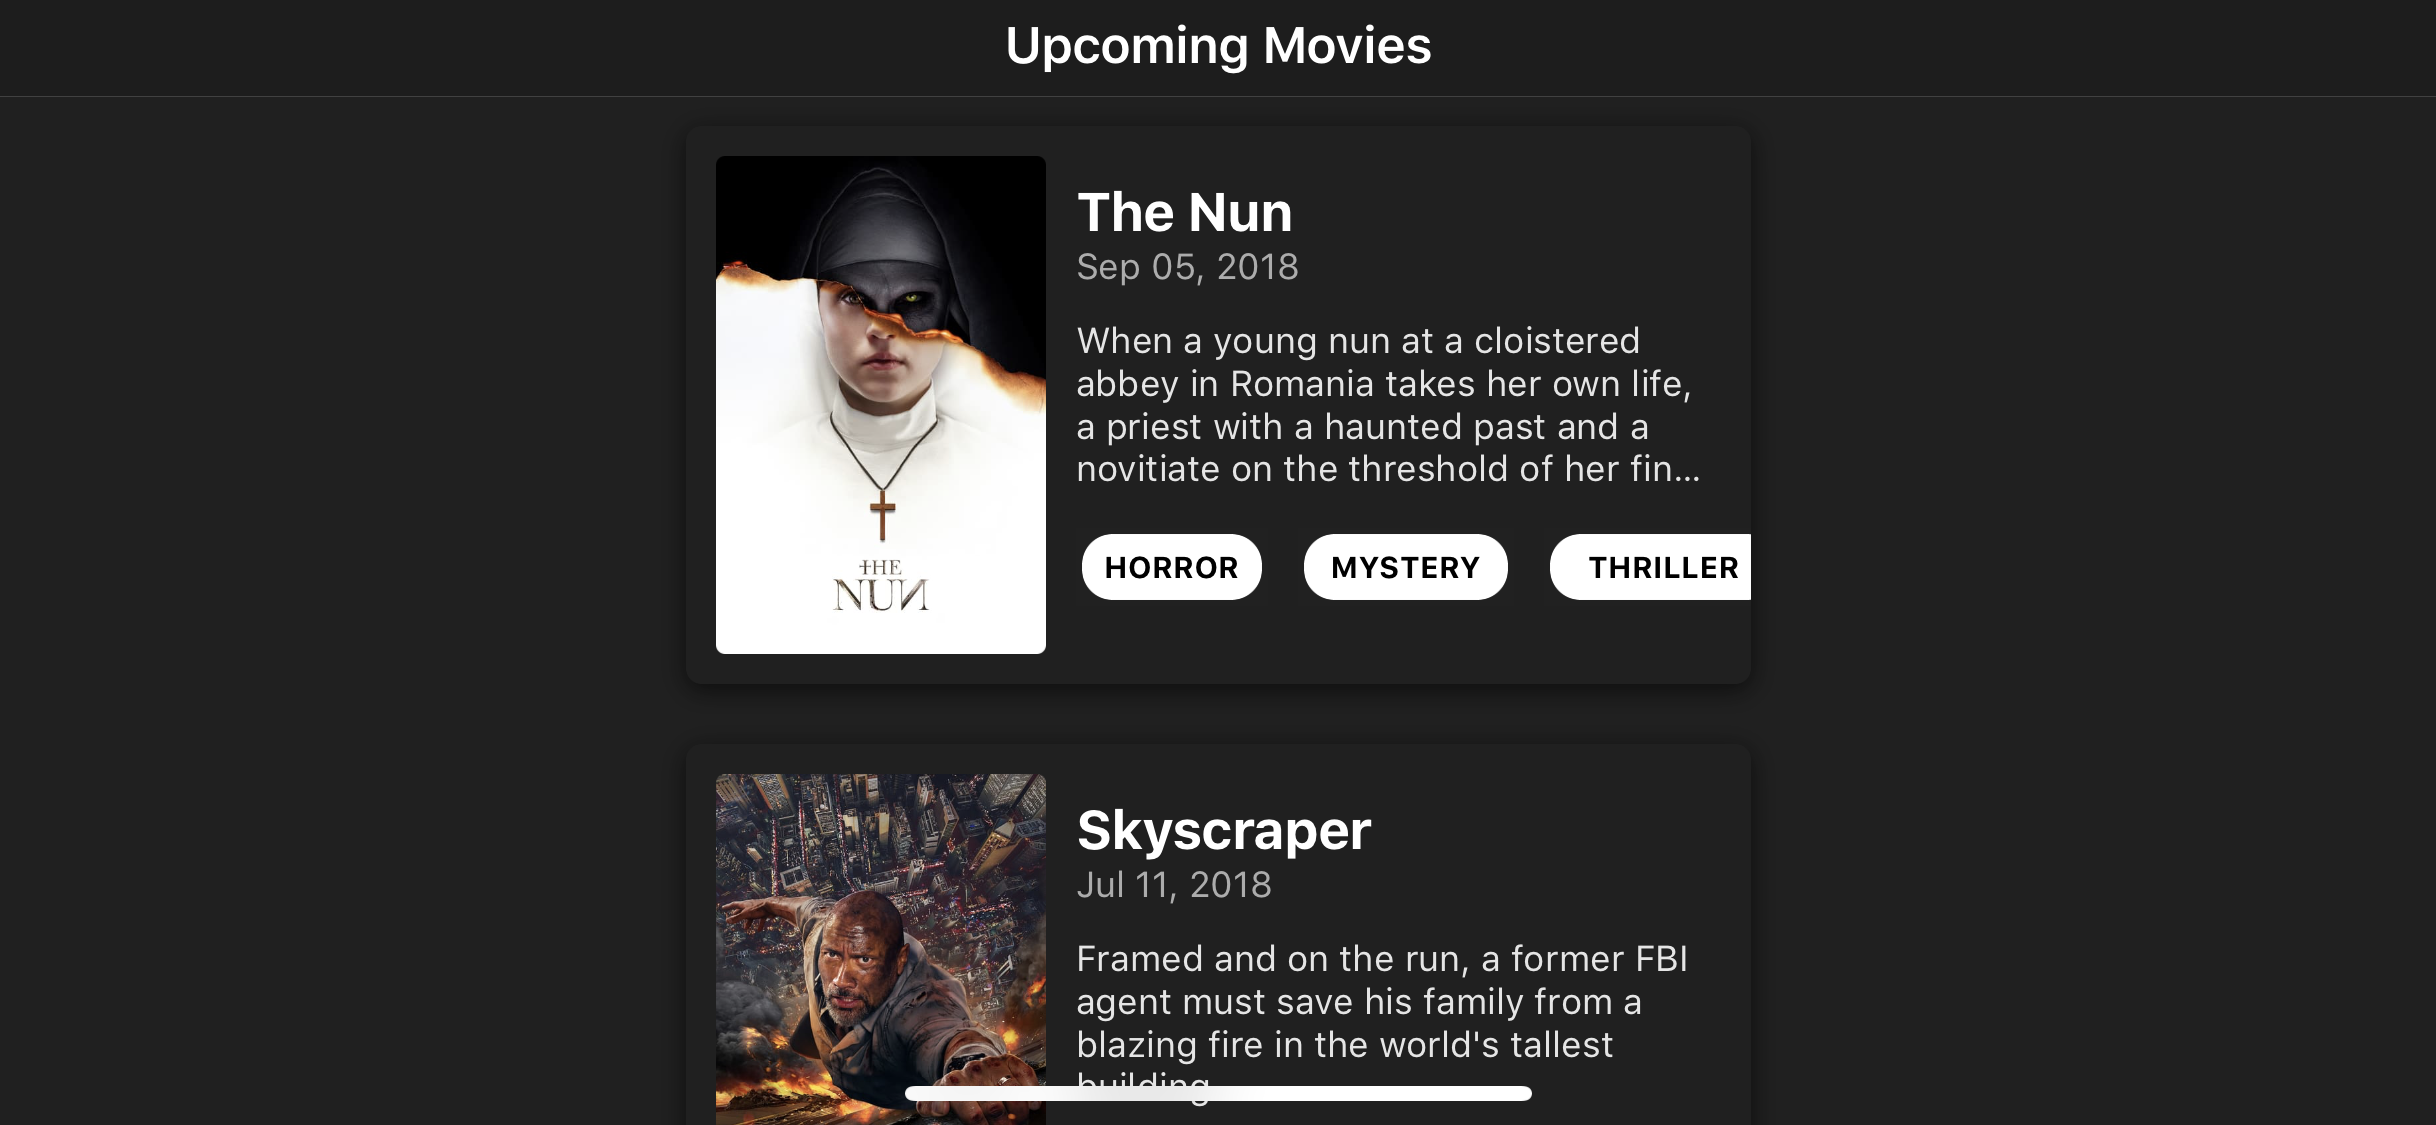 Upcoming Movies
The Nun
Sep 05, 2018
When a young nun at a cloistered
abbey in Romania takes her own life,
a priest with a haunted past and a
novitiate on the threshold of her fin...
HORROR MYSTERY THRILLER
THE
NUN
Skyscraper
Jul 11, 2018
Framed and on the run, a former FBI
agent must save his family from a
blazing fire in the world's tallest
building